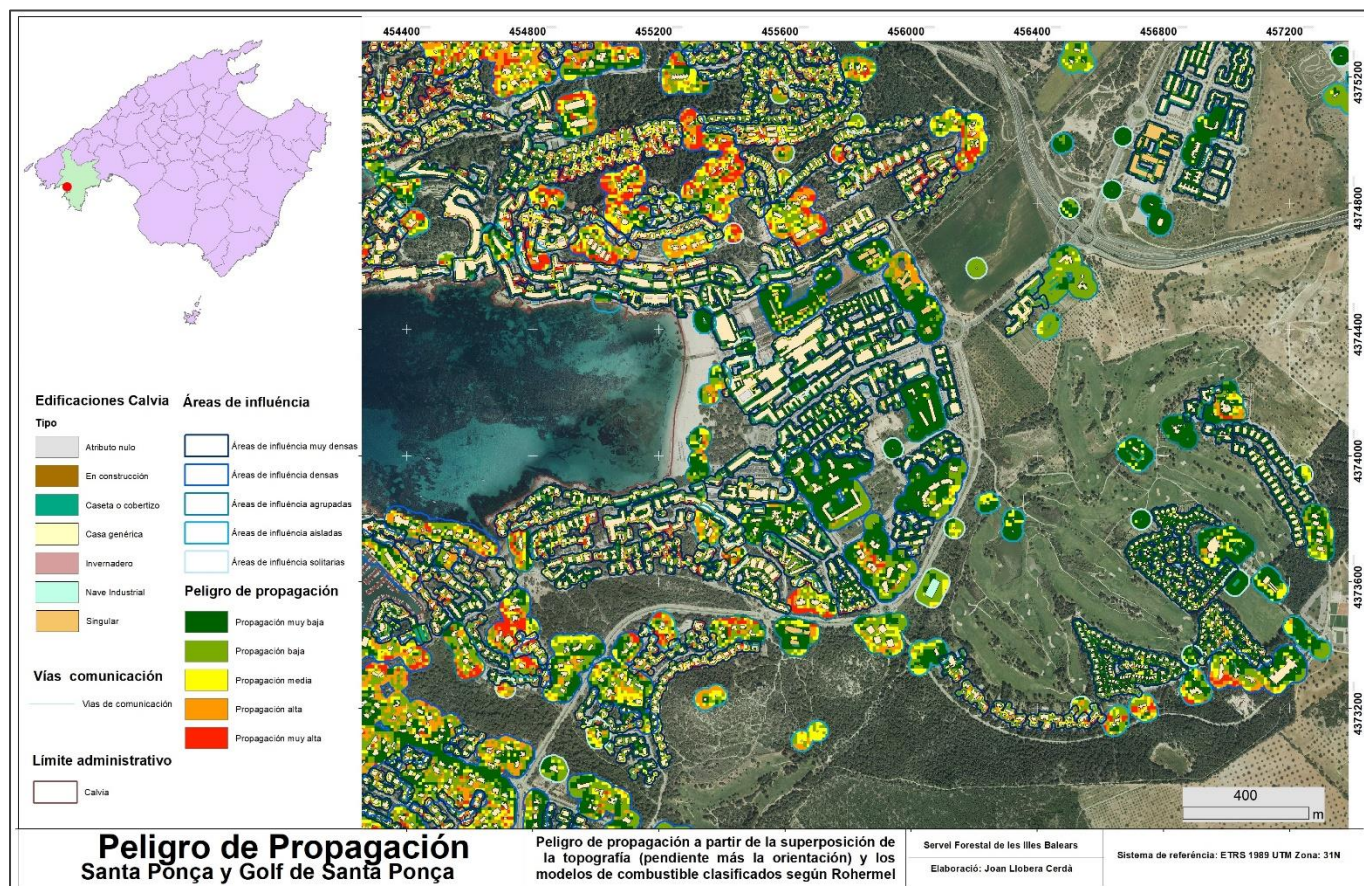 454400 454800 455200 455600 456000 456400 456800 457200
4375200
4374800
4374400
4374000
4373600
4373200
Edificaciones Calvia
Tipo
Atributo nulo
En construcción
Caseta o cobertizo
Casa genérica
Invernadero
Nave Industrial
Singular
Vías comunicación
Vias de comunicación
Límite administrativo
Calvia
Áreas de influéncia
Áreas de influéncia muy densas
Áreas de influéncia densas
Áreas de influéncia agrupadas
Áreas de influéncia aisladas
Áreas de influéncia solitarias
Peligro de propagación
Propagación muy baja
Propagación baja
Propagación media
Propagación alta
Propagación muy alta
400
m
Peligro de Propagación
Santa Ponça y Golf de Santa Ponça
Peligro de propagación a partir de la superposición de
la topografía (pendiente más la orientación) y los
modelos de combustible clasificados según Rohermel
Servei Forestal de les Illes Balears
Elaboració: Joan Llobera Cerdà
Sistema de referéncia: ETRS 1989 UTM Zona: 31N